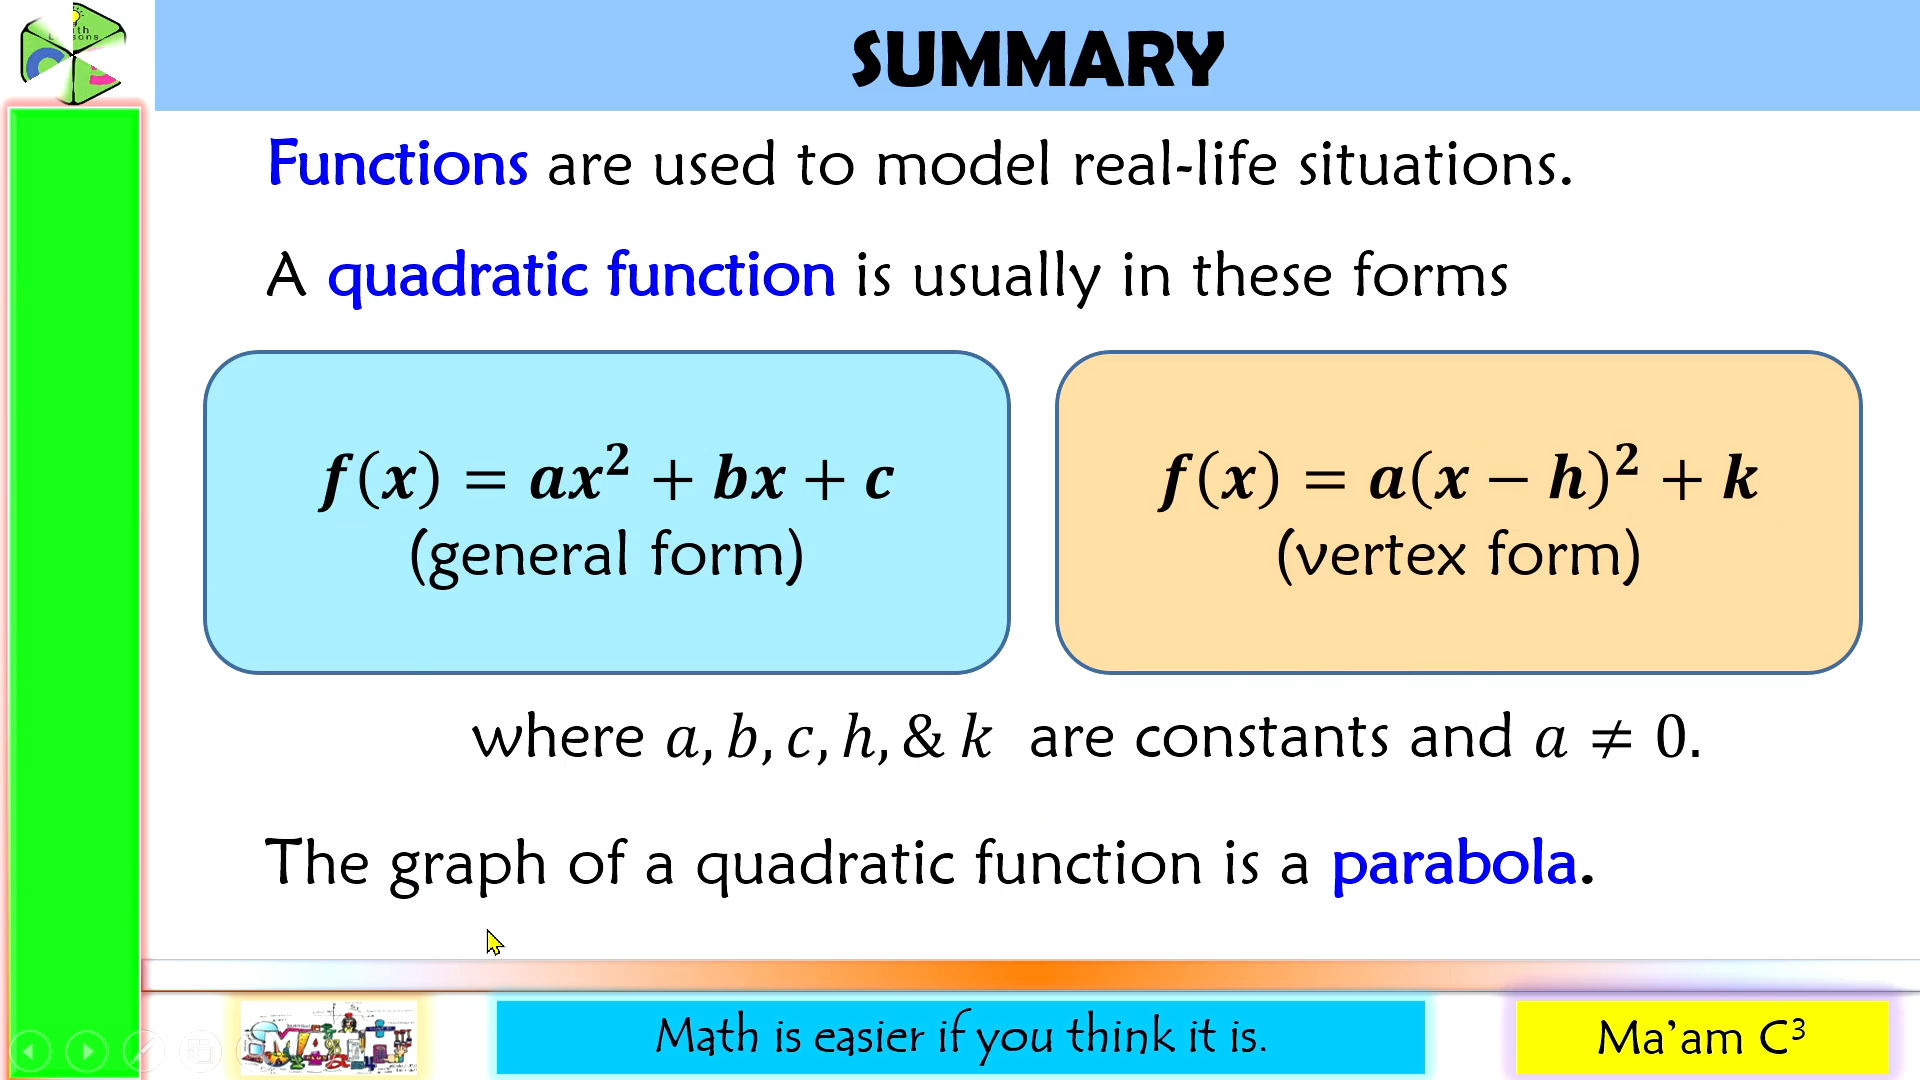 SUMMARY
Functions are used to model real-life situations.
A quadratic function is usually in these forms
f(x) = ax² + bx + c
(general form)
f(x) = a(x − h)² + k
(vertex form)
where a, b, c, h, & k are constants and a ≠ 0.
The graph of a quadratic function is a parabola.
MATH
Math is easier if you think it is.
Ma'am C³